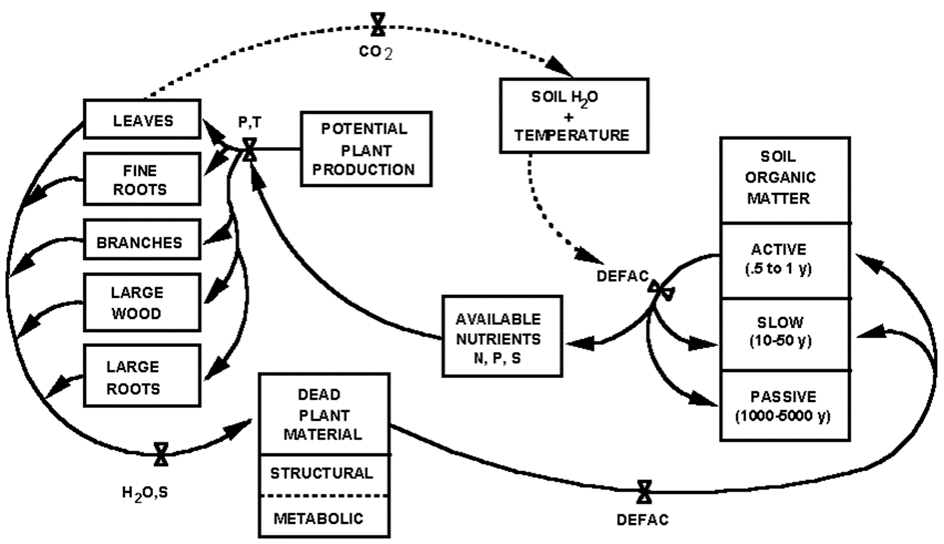 CO2
SOIL H2O
+
TEMPERATURE
LEAVES
P,T
POTENTIAL
PLANT
PRODUCTION
FINE
ROOTS
BRANCHES
LARGE
WOOD
LARGE
ROOTS
SOIL
ORGANIC
MATTER
ACTIVE
(.5 to 1 y)
SLOW
(10-50 y)
PASSIVE
(1000-5000 y)
DEFAC
AVAILABLE
NUTRIENTS
N, P, S
DEAD
PLANT
MATERIAL
STRUCTURAL
METABOLIC
H2O,S
DEFAC